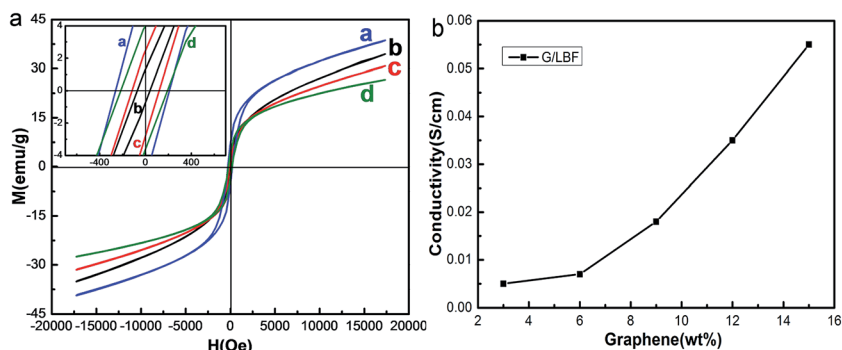 a
45
30
15
0
-15
-30
-45
M(emu/g)
4
2
0
-2
-4
-400
0
400
a
b
c
d
a
b
c
d
-20000
-15000
-10000
-5000
0
5000
10000
15000
20000
H(Oe)
b
0.06
0.05
0.04
0.03
0.02
0.01
0.00
Conductivity(S/cm)
G/LBF
2
4
6
8
10
12
14
16
Graphene(wt%)